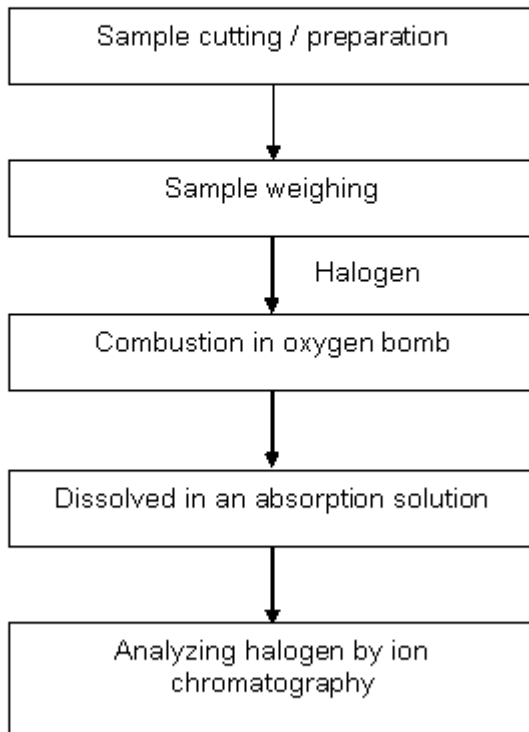 Sample cutting / preparation
Sample weighing
Halogen
Combustion in oxygen bomb
Dissolved in an absorption solution
Analyzing halogen by ion
chromatography